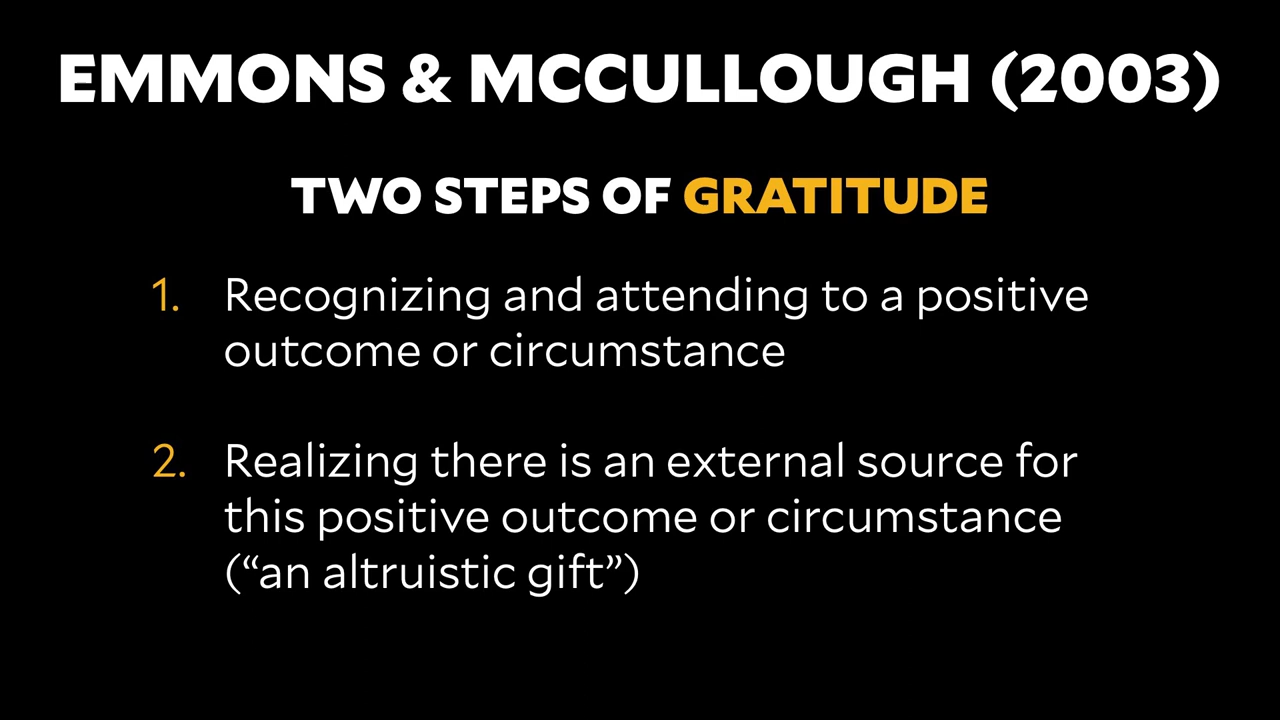 EMMONS & MCCULLOUGH (2003)
TWO STEPS OF GRATITUDE
1. Recognizing and attending to a positive
outcome or circumstance
2. Realizing there is an external source for
this positive outcome or circumstance
(“an altruistic gift”)